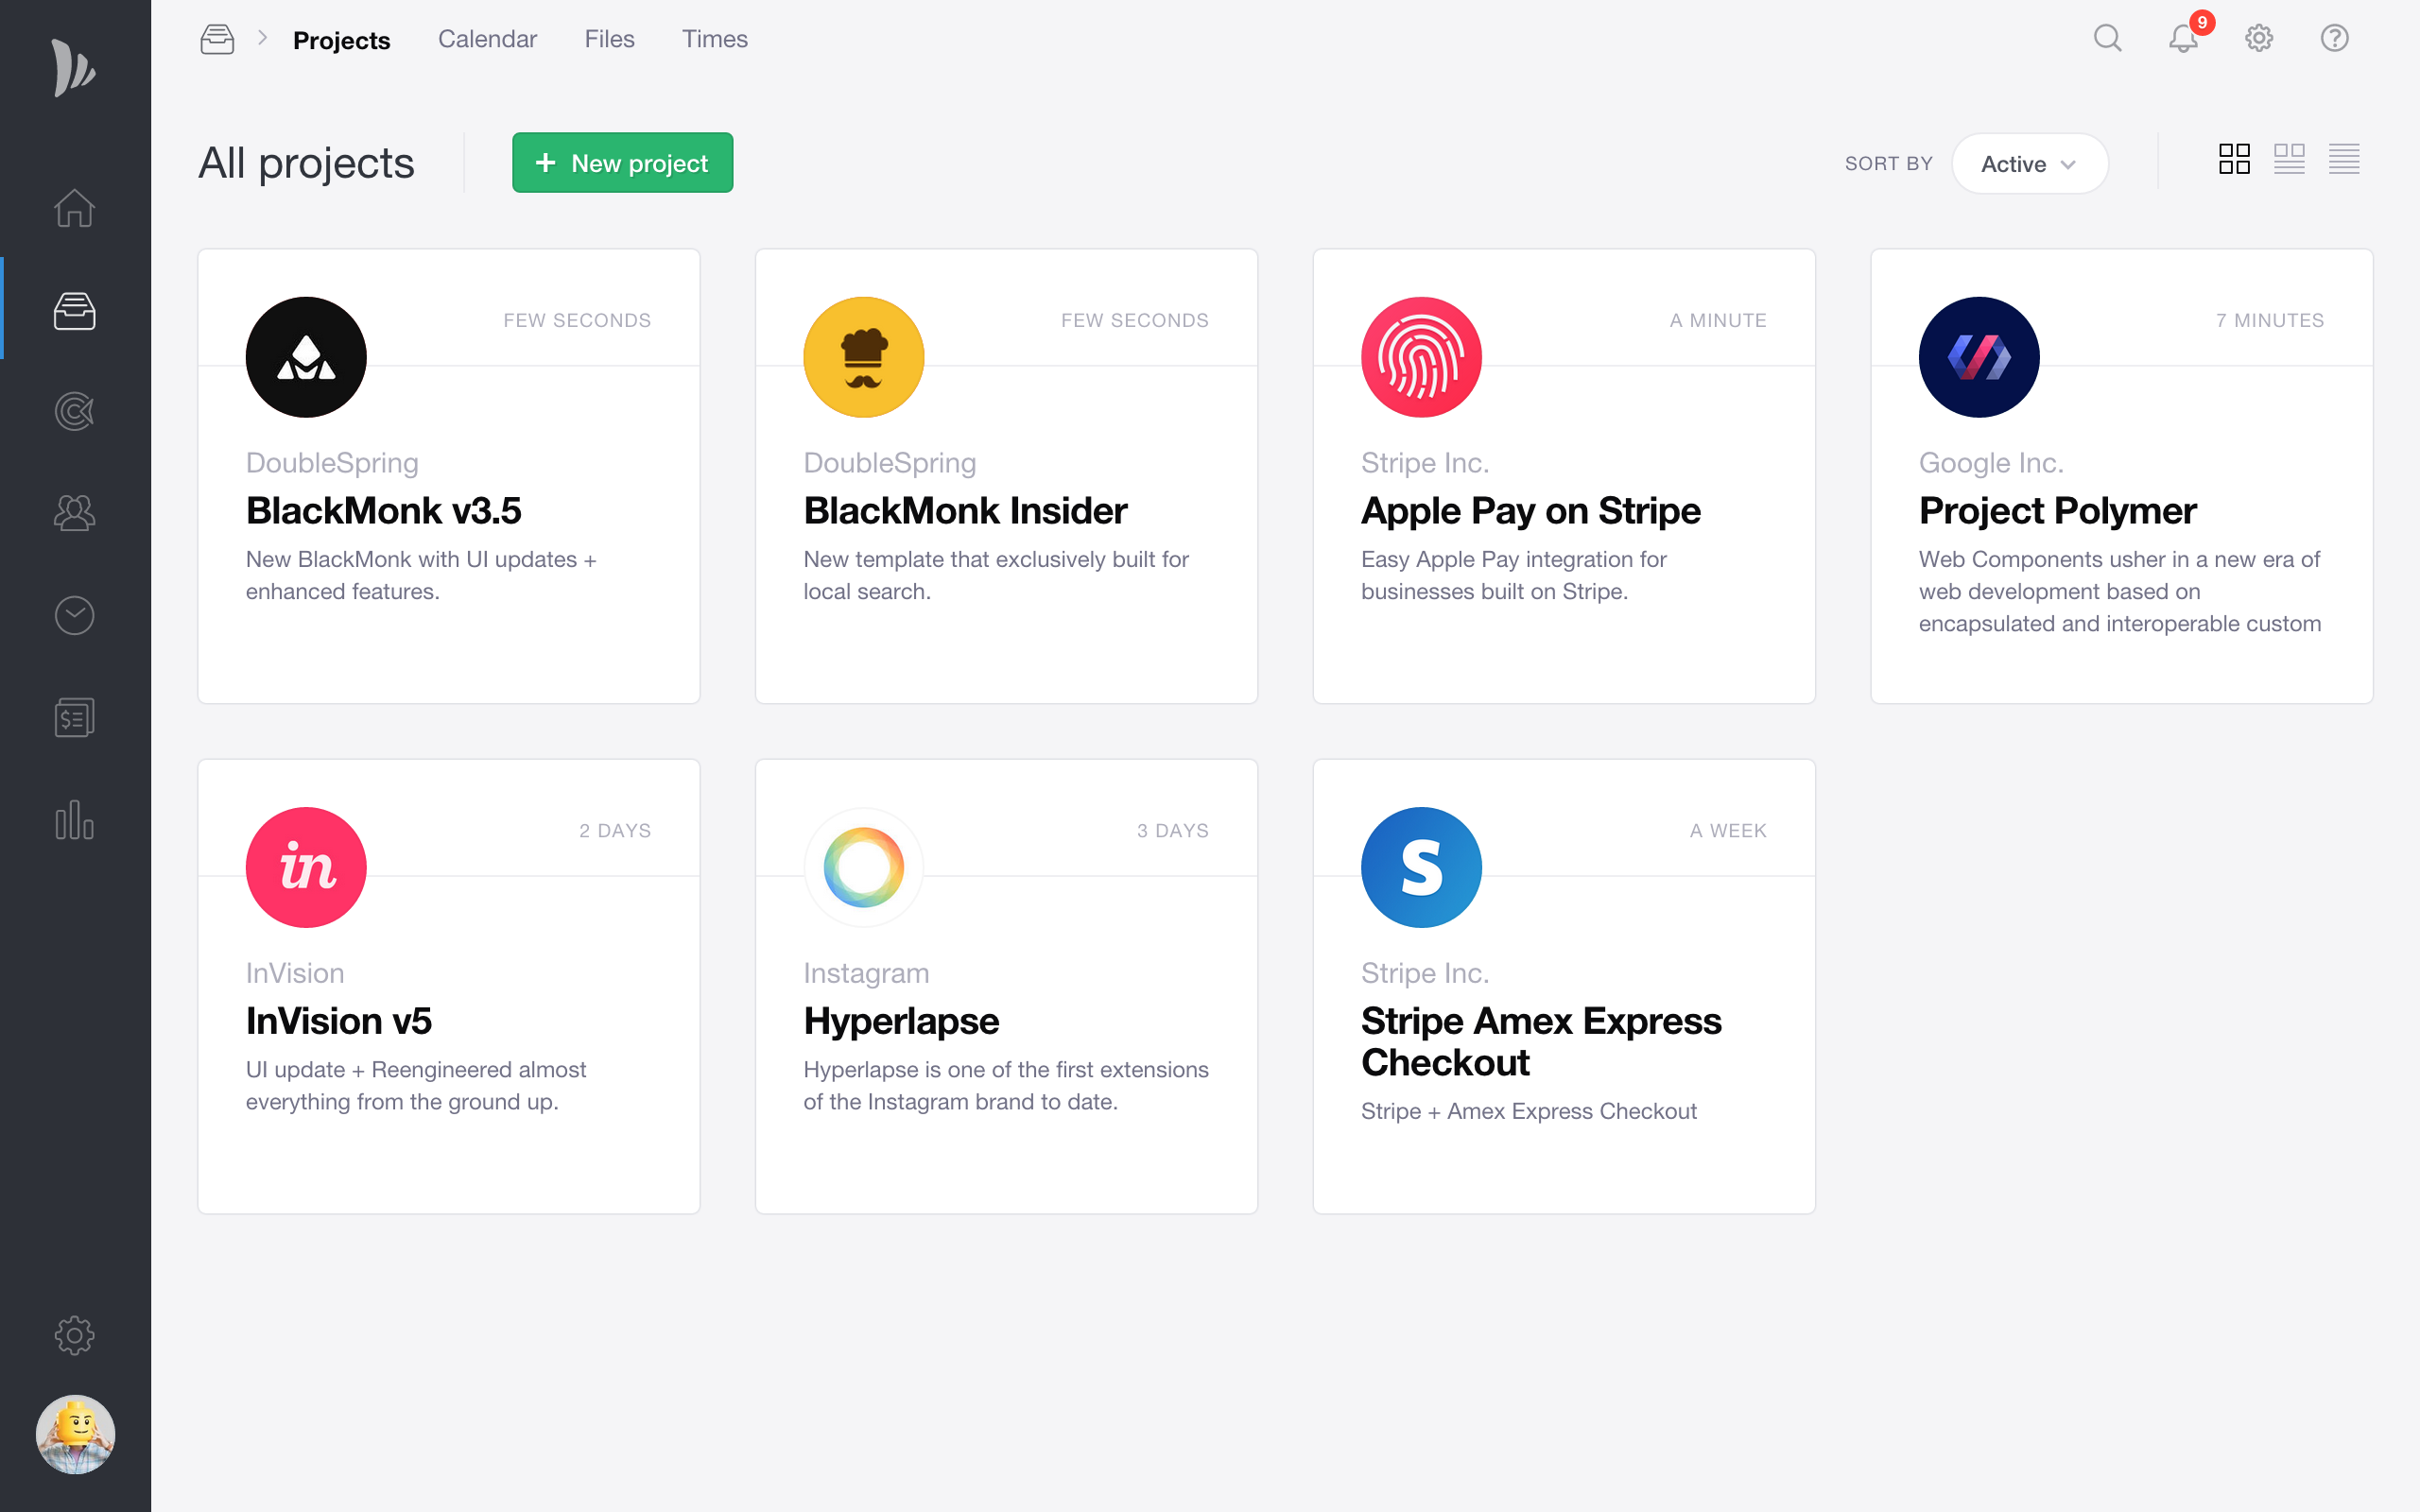 Projects
Calendar
Files
Times
9
All projects
+ New project
SORT BY
Active
FEW SECONDS
DoubleSpring
BlackMonk v3.5
New BlackMonk with UI updates +
enhanced features.
FEW SECONDS
DoubleSpring
BlackMonk Insider
New template that exclusively built for
local search.
A MINUTE
Stripe Inc.
Apple Pay on Stripe
Easy Apple Pay integration for
businesses built on Stripe.
7 MINUTES
Google Inc.
Project Polymer
Web Components usher in a new era of
web development based on
encapsulated and interoperable custom
in
2 DAYS
InVision
InVision v5
UI update + Reengineered almost
everything from the ground up.
3 DAYS
Instagram
Hyperlapse
Hyperlapse is one of the first extensions
of the Instagram brand to date.
S
A WEEK
Stripe Inc.
Stripe Amex Express
Checkout
Stripe + Amex Express Checkout